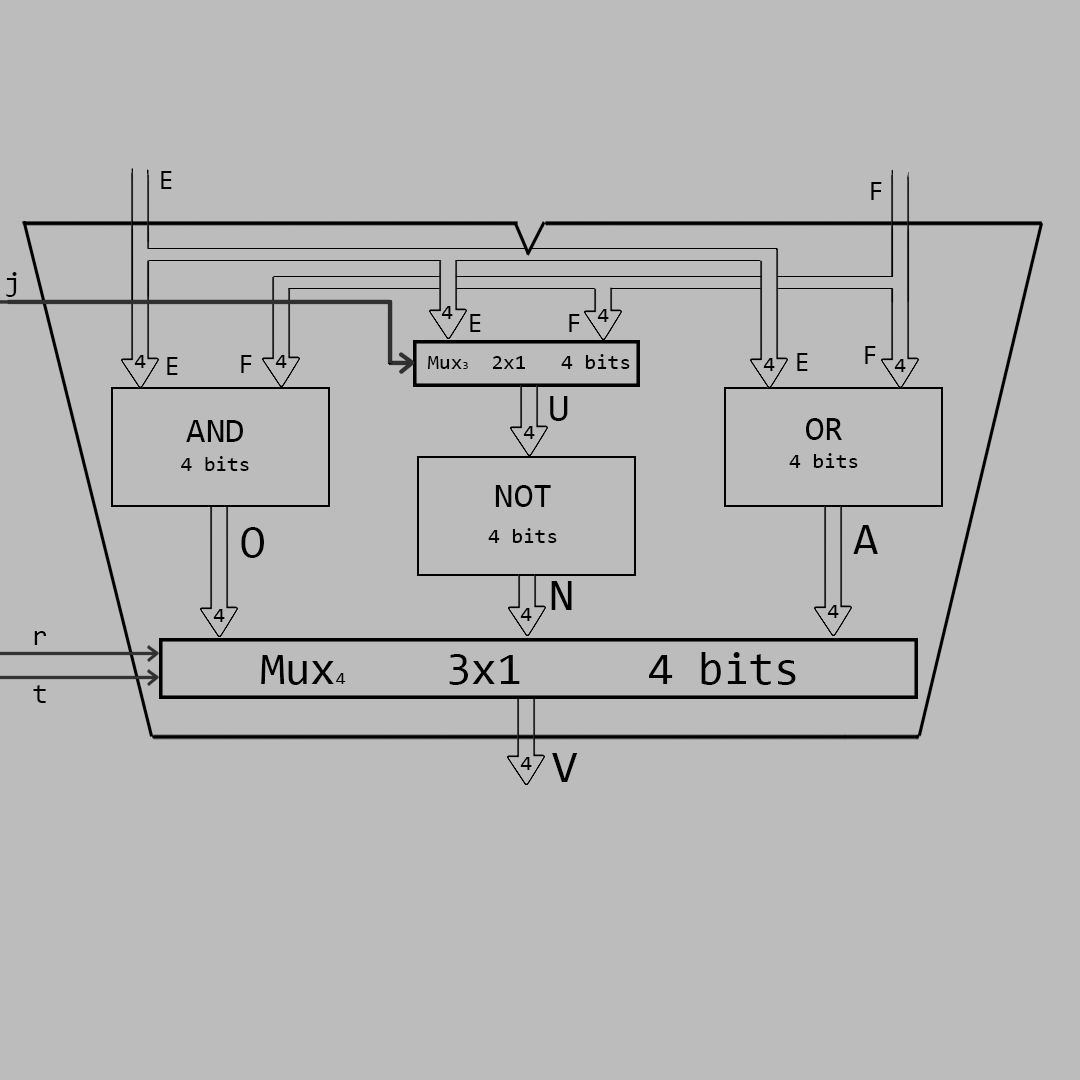 E
F
j
4 E
F 4
Mux₃ 2x1 4 bits
4 E
F 4
4 E
F 4
U
AND
4 bits
OR
4 bits
4
NOT
4 bits
O
A
N
4
4
4
r
t
Mux₄ 3x1 4 bits
4 V